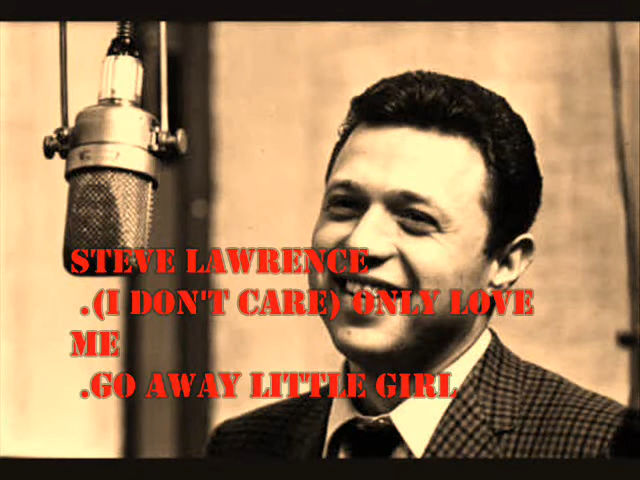 STEVE LAWRENCE
.(I DON'T CARE) ONLY LOVE
ME
.GO AWAY LITTLE GIRL